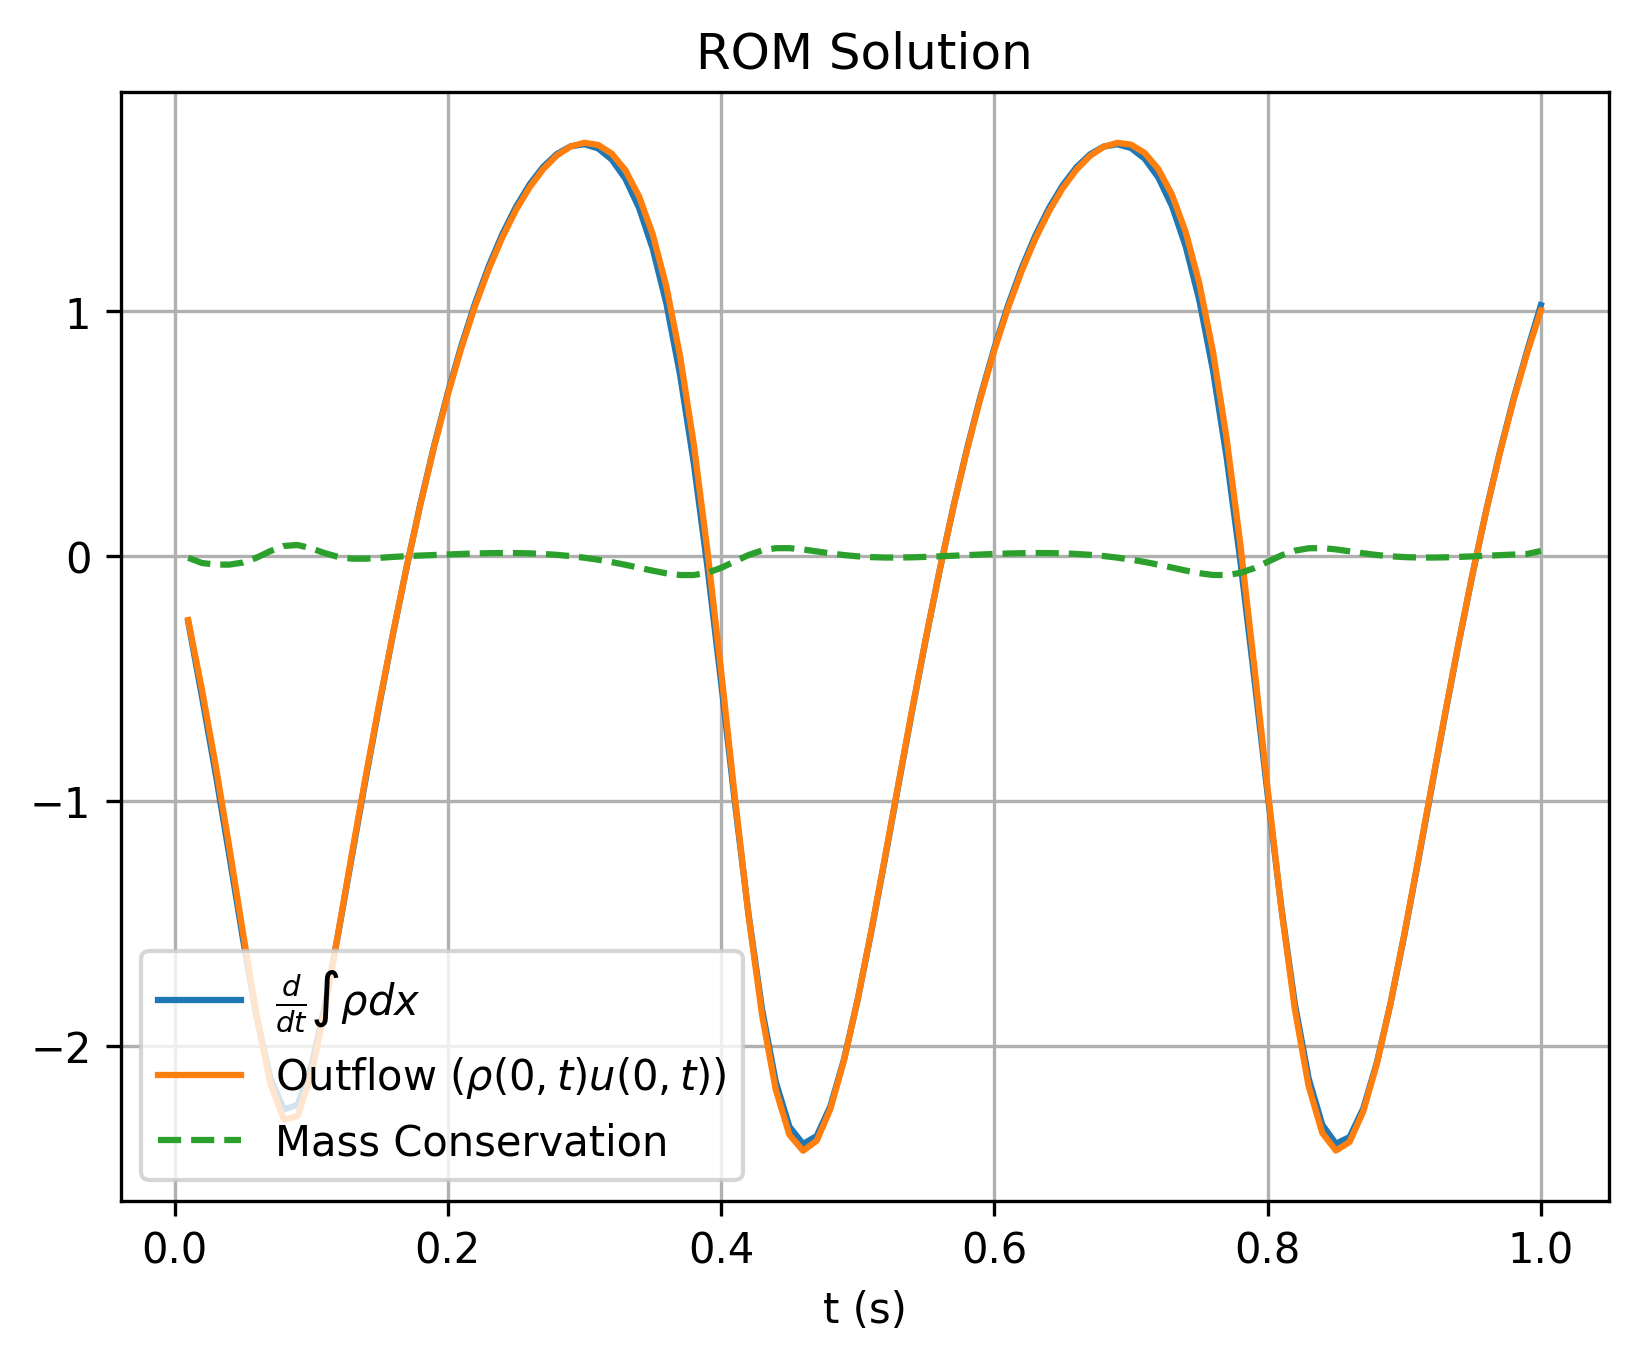 ROM Solution
1
0
−1
−2
d/dt ∫ρdx
Outflow (ρ(0, t)u(0, t))
Mass Conservation
0.0 0.2 0.4 0.6 0.8 1.0
t (s)